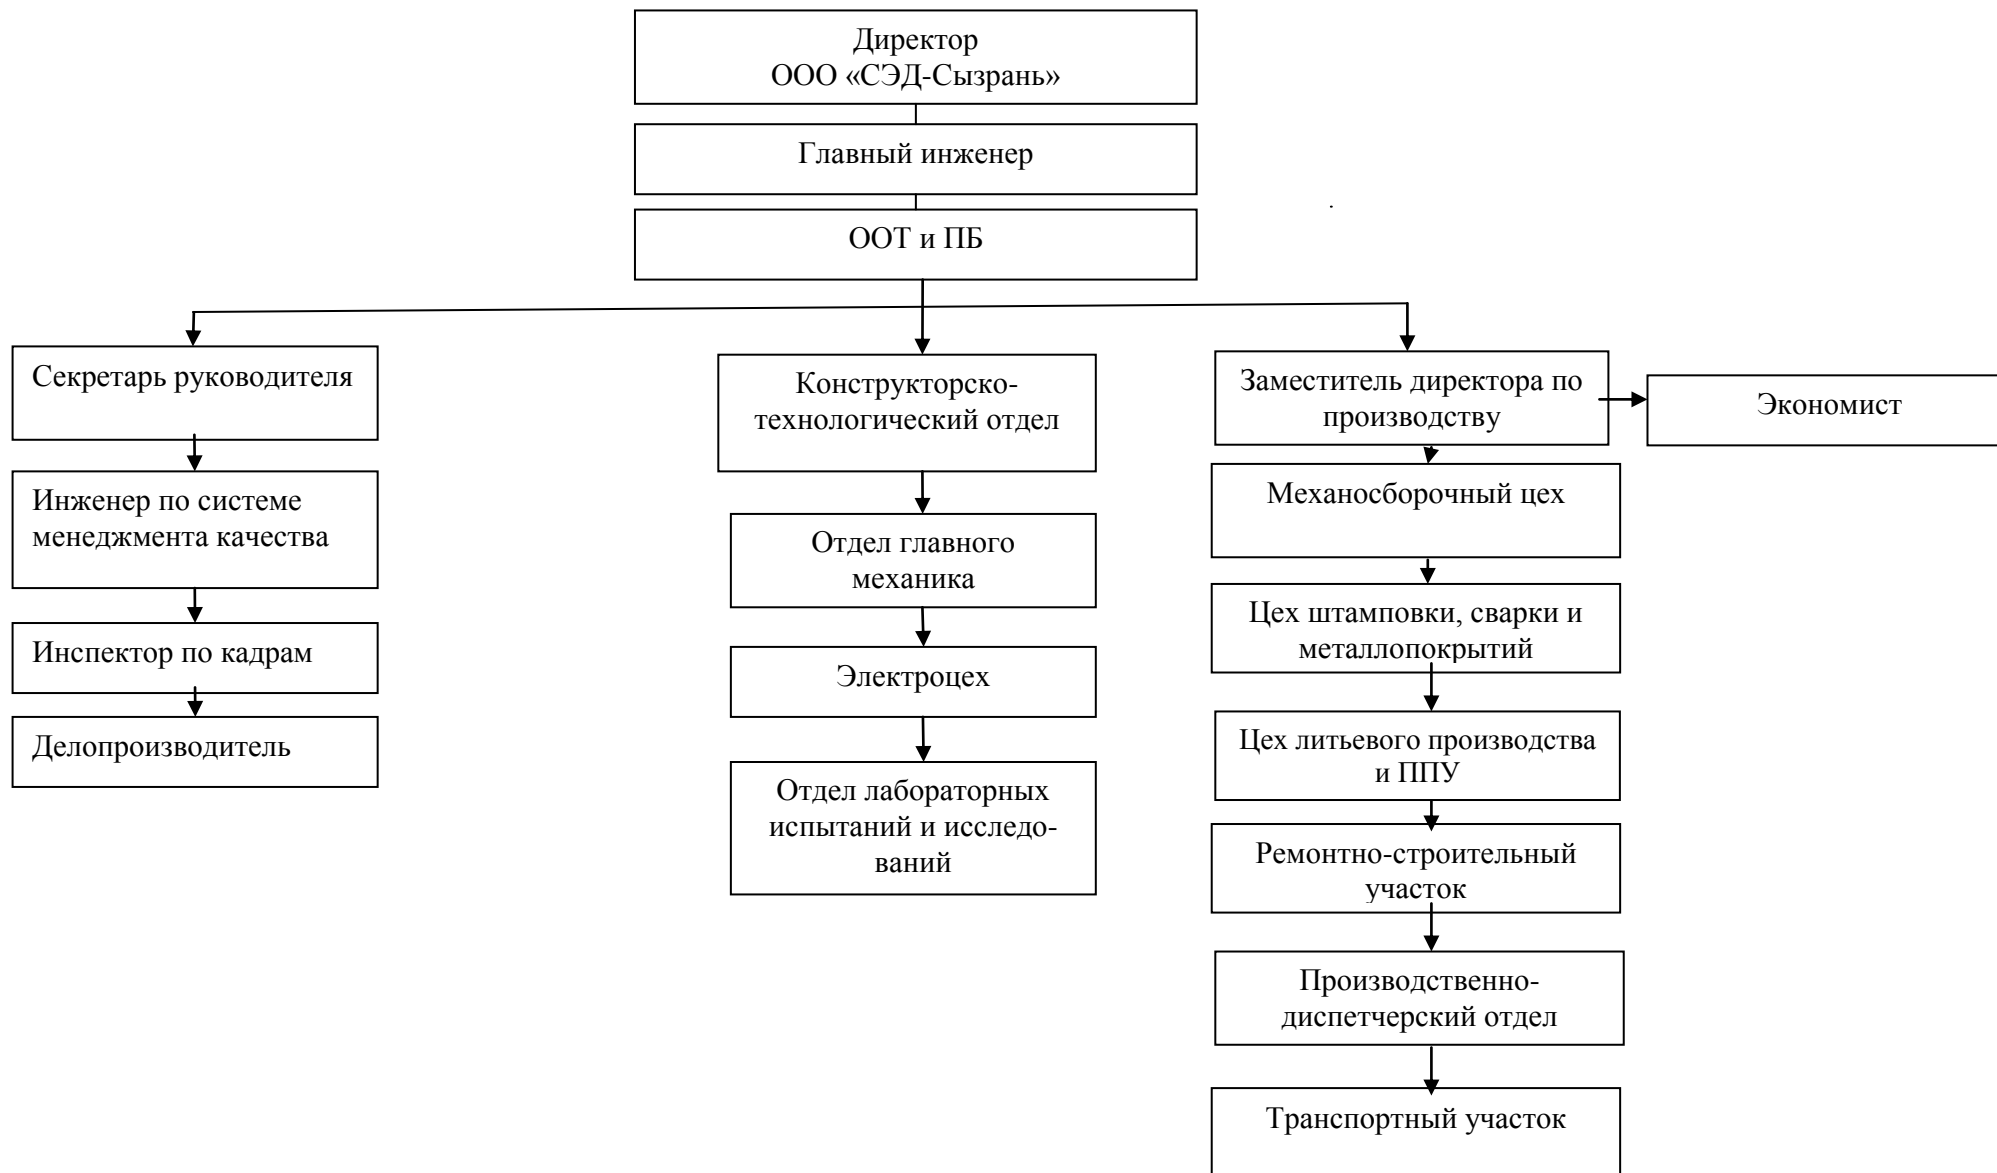 Директор
ООО «СЭД-Сызрань»
Главный инженер
ООТ и ПБ
Секретарь руководителя
Инженер по системе
менеджмента качества
Инспектор по кадрам
Делопроизводитель
Конструкторско-
технологический отдел
Отдел главного
механика
Электроцех
Отдел лабораторных
испытаний и исследо-
ваний
Заместитель директора по
производству
Экономист
Механосборочный цех
Цех штамповки, сварки и
металлопокрытий
Цех литьевого производства
и ППУ
Ремонтно-строительный
участок
Производственно-
диспетчерский отдел
Транспортный участок